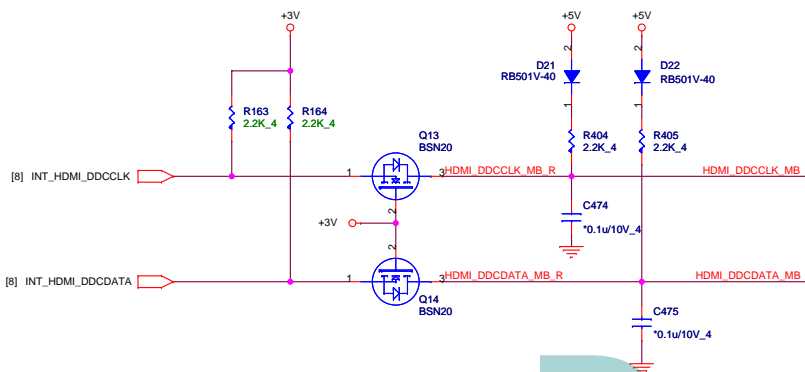 +3V
+5V
+5V
2
2
D21
RB501V-40
D22
RB501V-40
1
1
R163
2.2K_4
R164
2.2K_4
R404
2.2K_4
R405
2.2K_4
Q13
BSN20
[8] INT_HDMI_DDCCLK
1
3
HDMI_DDCCLK_MB_R
HDMI_DDCCLK_MB
2
C474
*0.1u/10V_4
+3V
2
[8] INT_HDMI_DDCDATA
1
3
HDMI_DDCDATA_MB_R
HDMI_DDCDATA_MB
Q14
BSN20
C475
*0.1u/10V_4